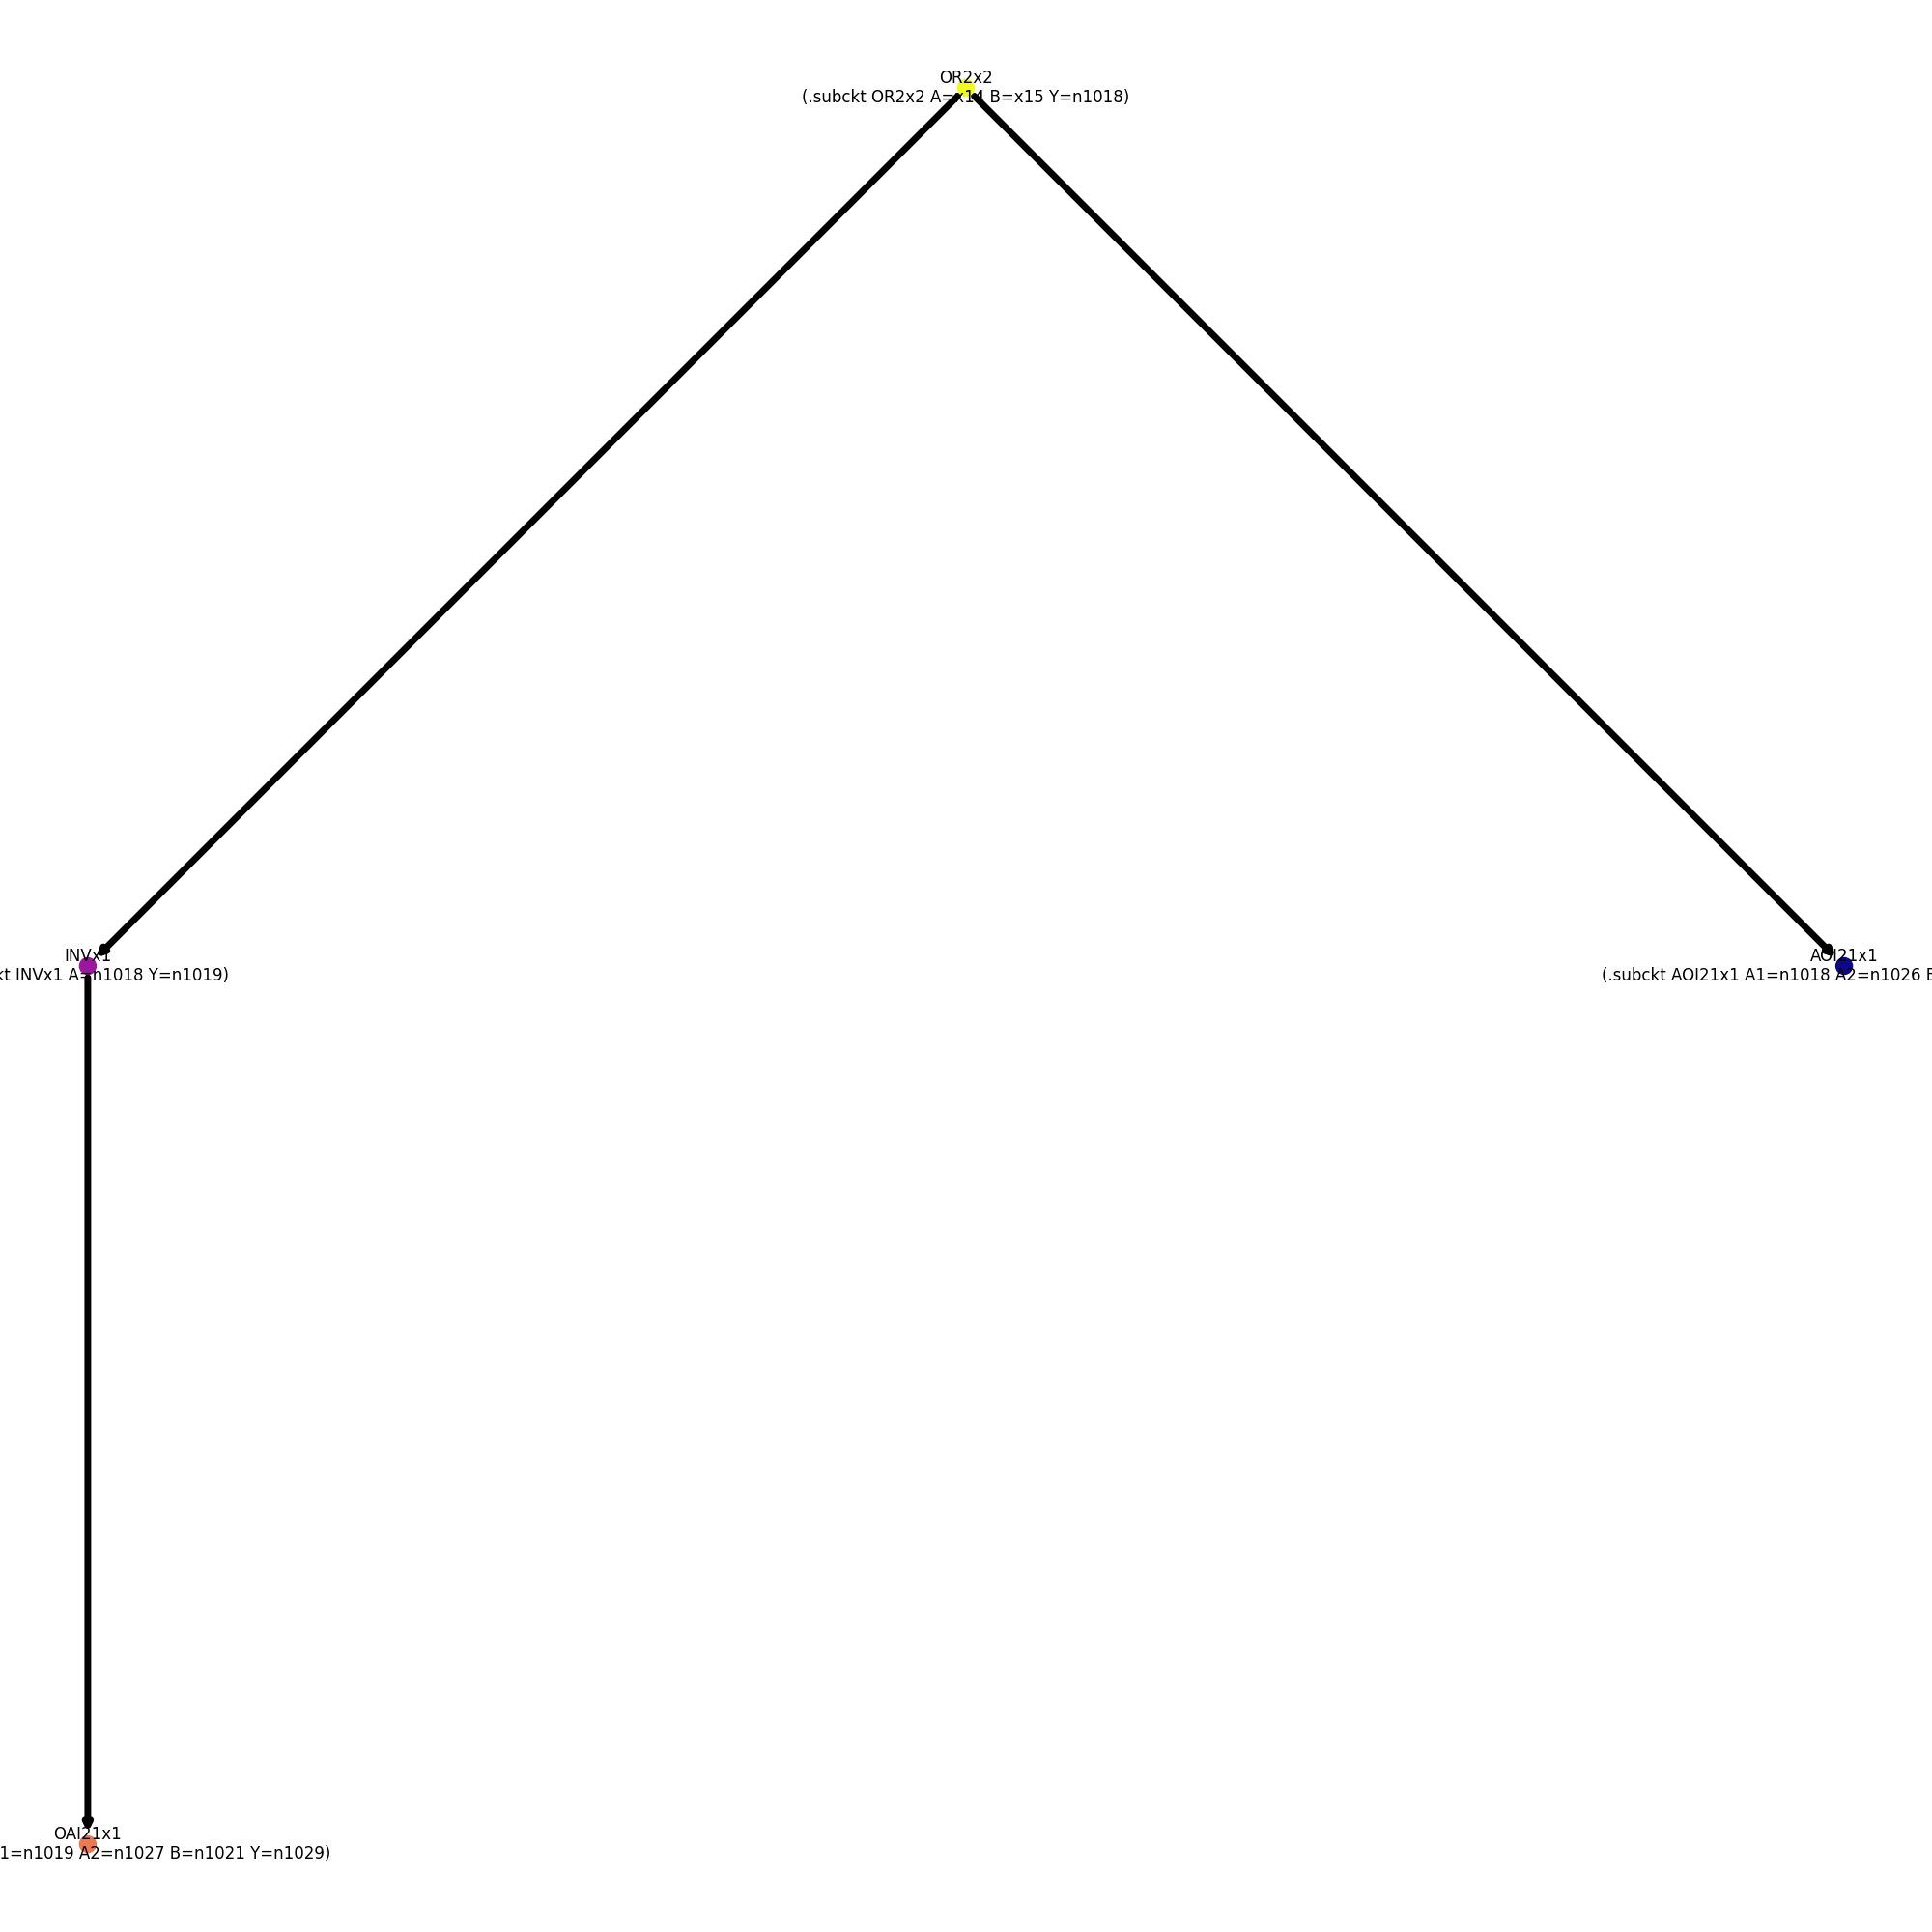 OR2x2
(.subckt OR2x2 A=x14 B=x15 Y=n1018)
INVx1
kt INVx1 A=n1018 Y=n1019)
AOI21x1
(.subckt AOI21x1 A1=n1018 A2=n1026
OAI21x1
1=n1019 A2=n1027 B=n1021 Y=n1029)